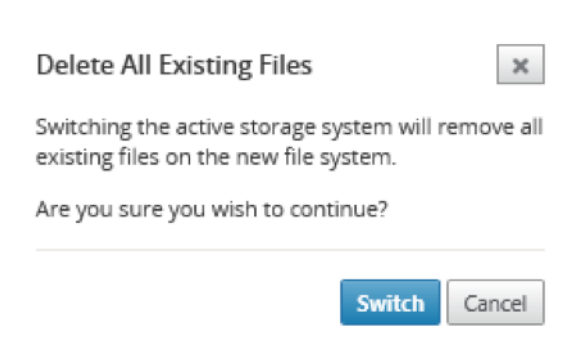 Delete All Existing Files
Switching the active storage system will remove all
existing files on the new file system.
Are you sure you wish to continue?
Switch Cancel